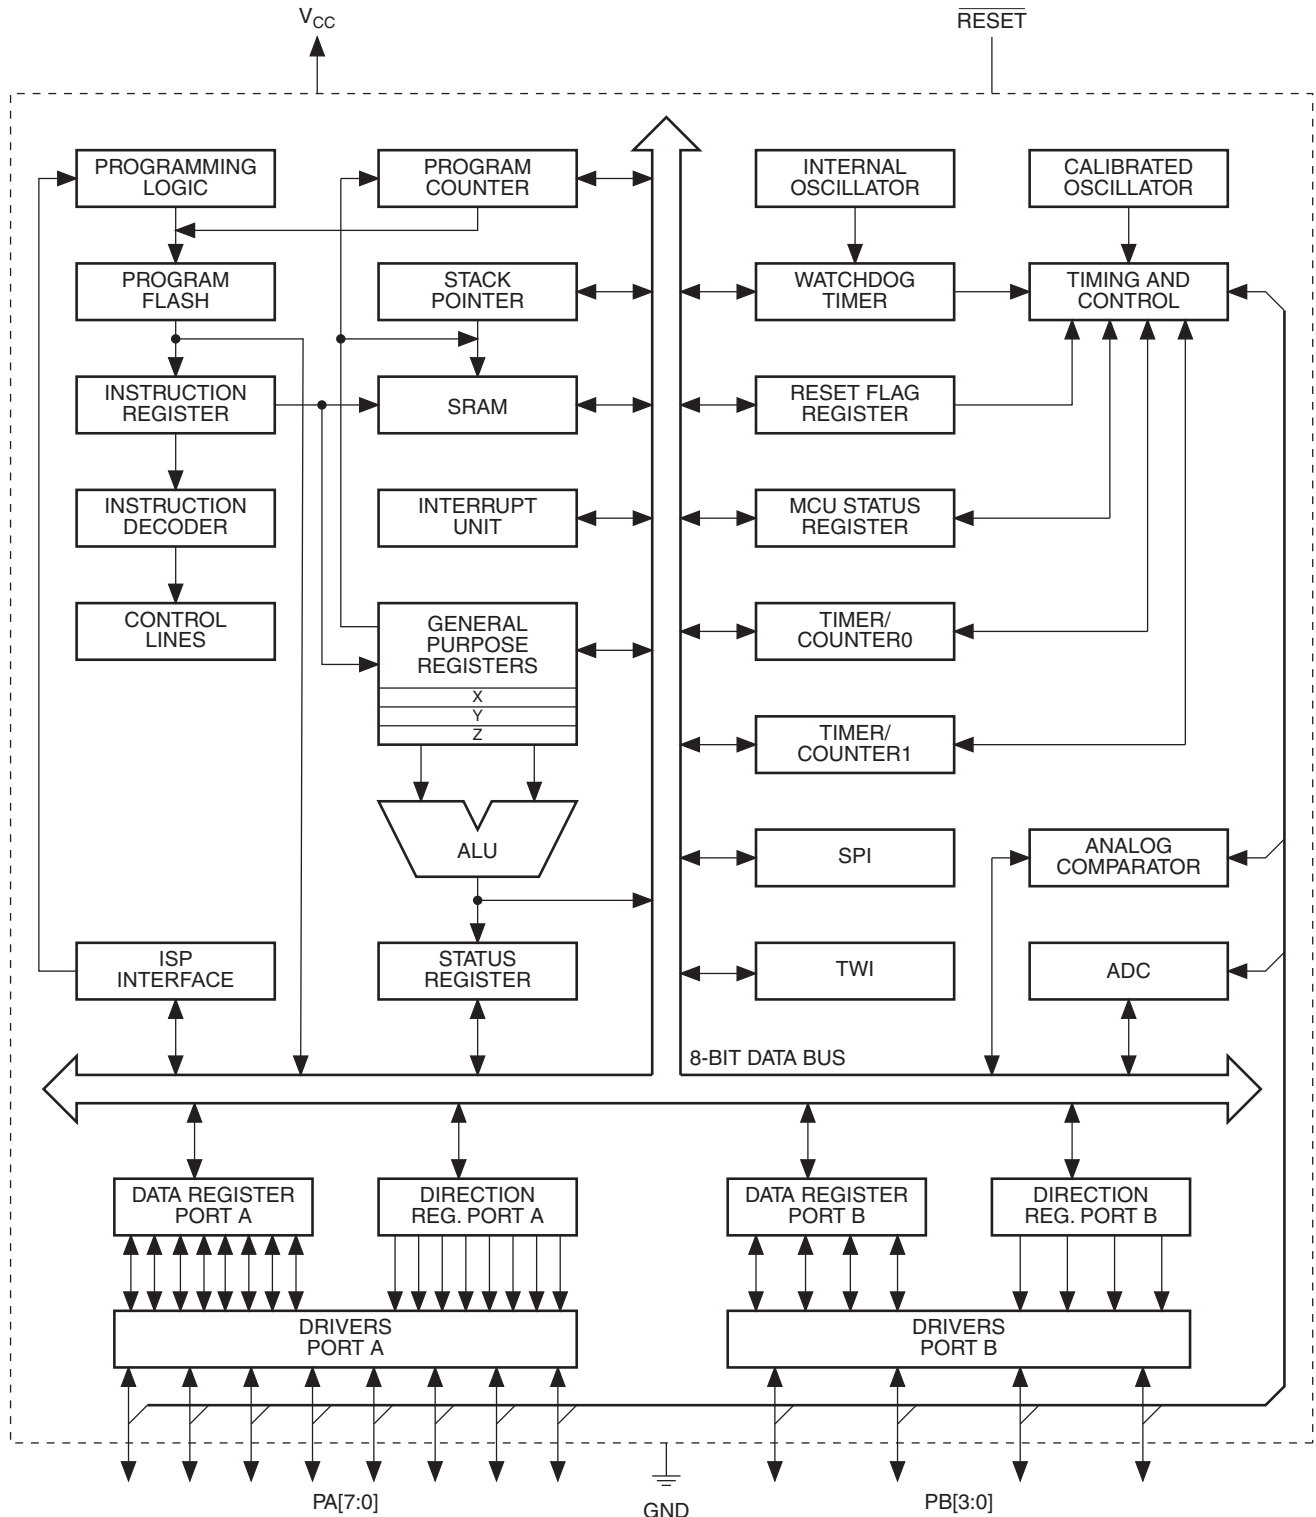 VCC
RESET
PROGRAMMING
LOGIC
PROGRAM
COUNTER
INTERNAL
OSCILLATOR
CALIBRATED
OSCILLATOR
PROGRAM
FLASH
STACK
POINTER
WATCHDOG
TIMER
TIMING AND
CONTROL
INSTRUCTION
REGISTER
SRAM
RESET FLAG
REGISTER
INSTRUCTION
DECODER
INTERRUPT
UNIT
MCU STATUS
REGISTER
CONTROL
LINES
GENERAL
PURPOSE
REGISTERS
X
Y
Z
TIMER/
COUNTER0
TIMER/
COUNTER1
ALU
SPI
ANALOG
COMPARATOR
ISP
INTERFACE
STATUS
REGISTER
TWI
ADC
8-BIT DATA BUS
DATA REGISTER
PORT A
DIRECTION
REG. PORT A
DATA REGISTER
PORT B
DIRECTION
REG. PORT B
DRIVERS
PORT A
DRIVERS
PORT B
PA[7:0]
GND
PB[3:0]